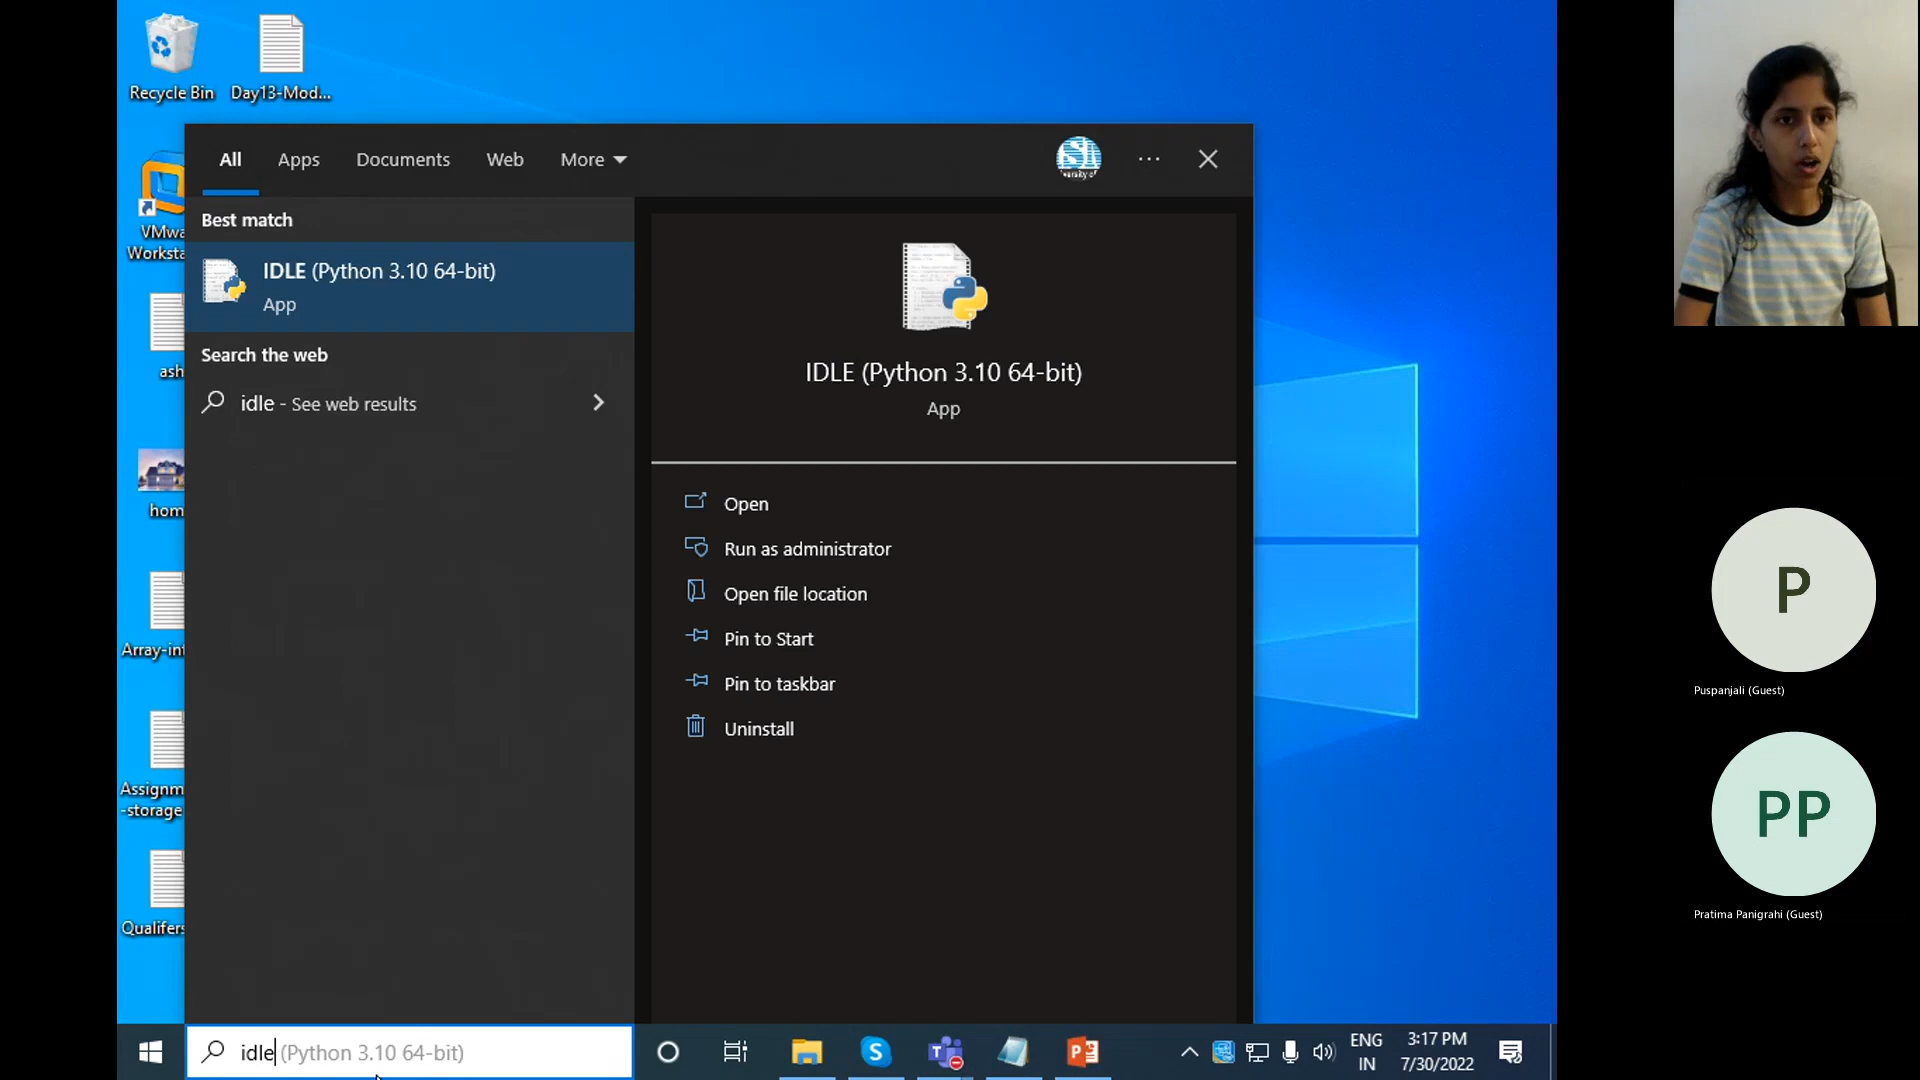 Recycle Bin
Day13-Mod...
All
Apps
Documents
Web
More
Best match
IDLE (Python 3.10 64-bit)
App
Search the web
idle - See web results
IDLE (Python 3.10 64-bit)
App
Open
Run as administrator
Open file location
Pin to Start
Pin to taskbar
Uninstall
VMwa
Worksta
ash
hom
Array-int
Assignm
-storage
Qualifers
idle (Python 3.10 64-bit)
ENG
IN
3:17 PM
7/30/2022
P
Puspanjali (Guest)
PP
Pratima Panigrahi (Guest)